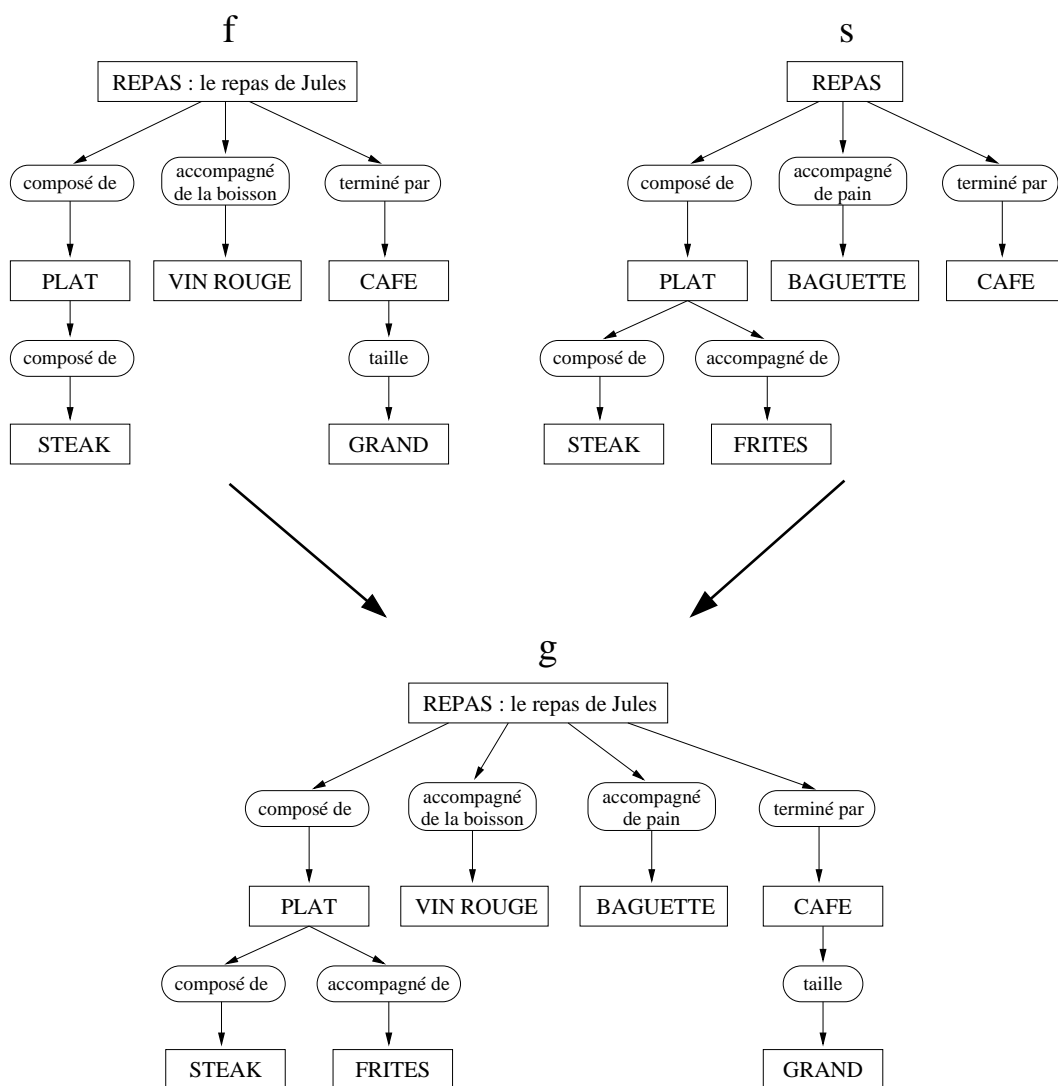 f
s
REPAS : le repas de Jules
REPAS
composé de
accompagné
de la boisson
terminé par
composé de
accompagné
de pain
terminé par
PLAT
VIN ROUGE
CAFE
PLAT
BAGUETTE
CAFE
composé de
taille
composé de
accompagné de
STEAK
GRAND
STEAK
FRITES
g
REPAS : le repas de Jules
composé de
accompagné
de la boisson
accompagné
de pain
terminé par
PLAT
VIN ROUGE
BAGUETTE
CAFE
composé de
accompagné de
taille
STEAK
FRITES
GRAND